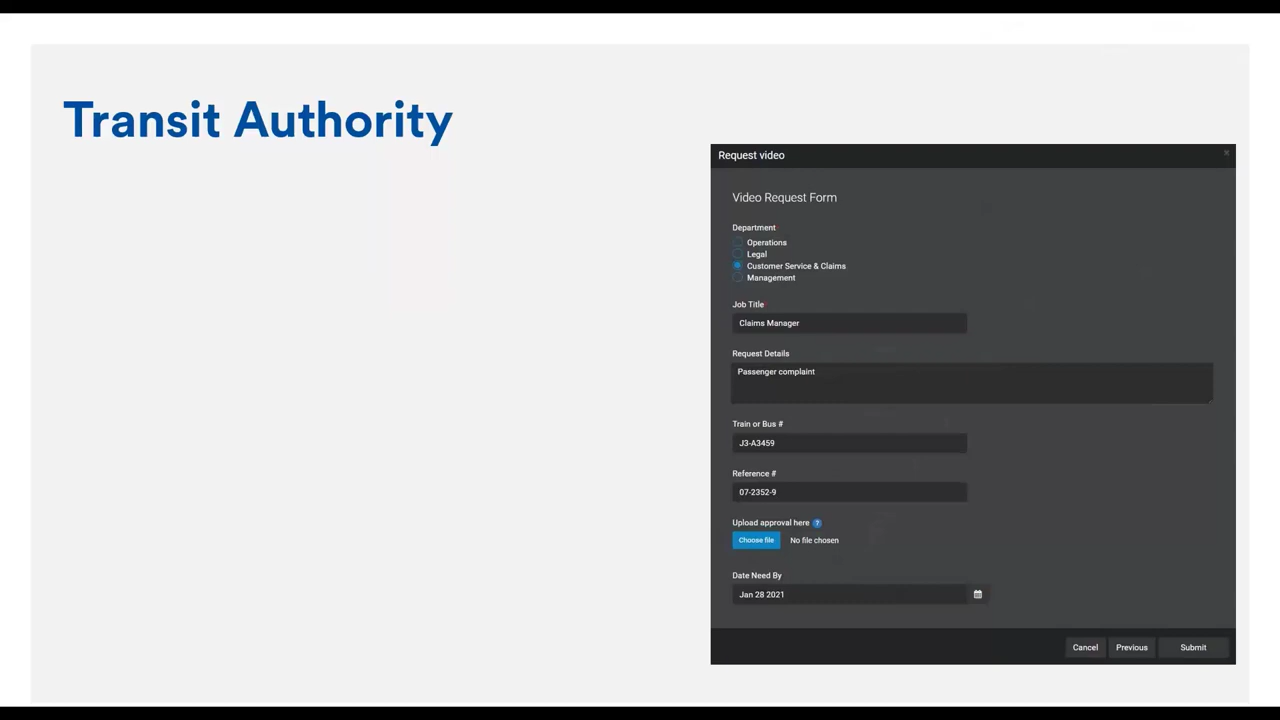 Transit Authority
Request video
Video Request Form
Department
Operations
Legal
Customer Service & Claims
Management
Job Title
Claims Manager
Request Details
Passenger complaint
Train or Bus #
J3-A3459
Reference #
07-2352-9
Upload approval here ?
Choose file No file chosen
Date Need By
Jan 28 2021
Cancel Previous Submit